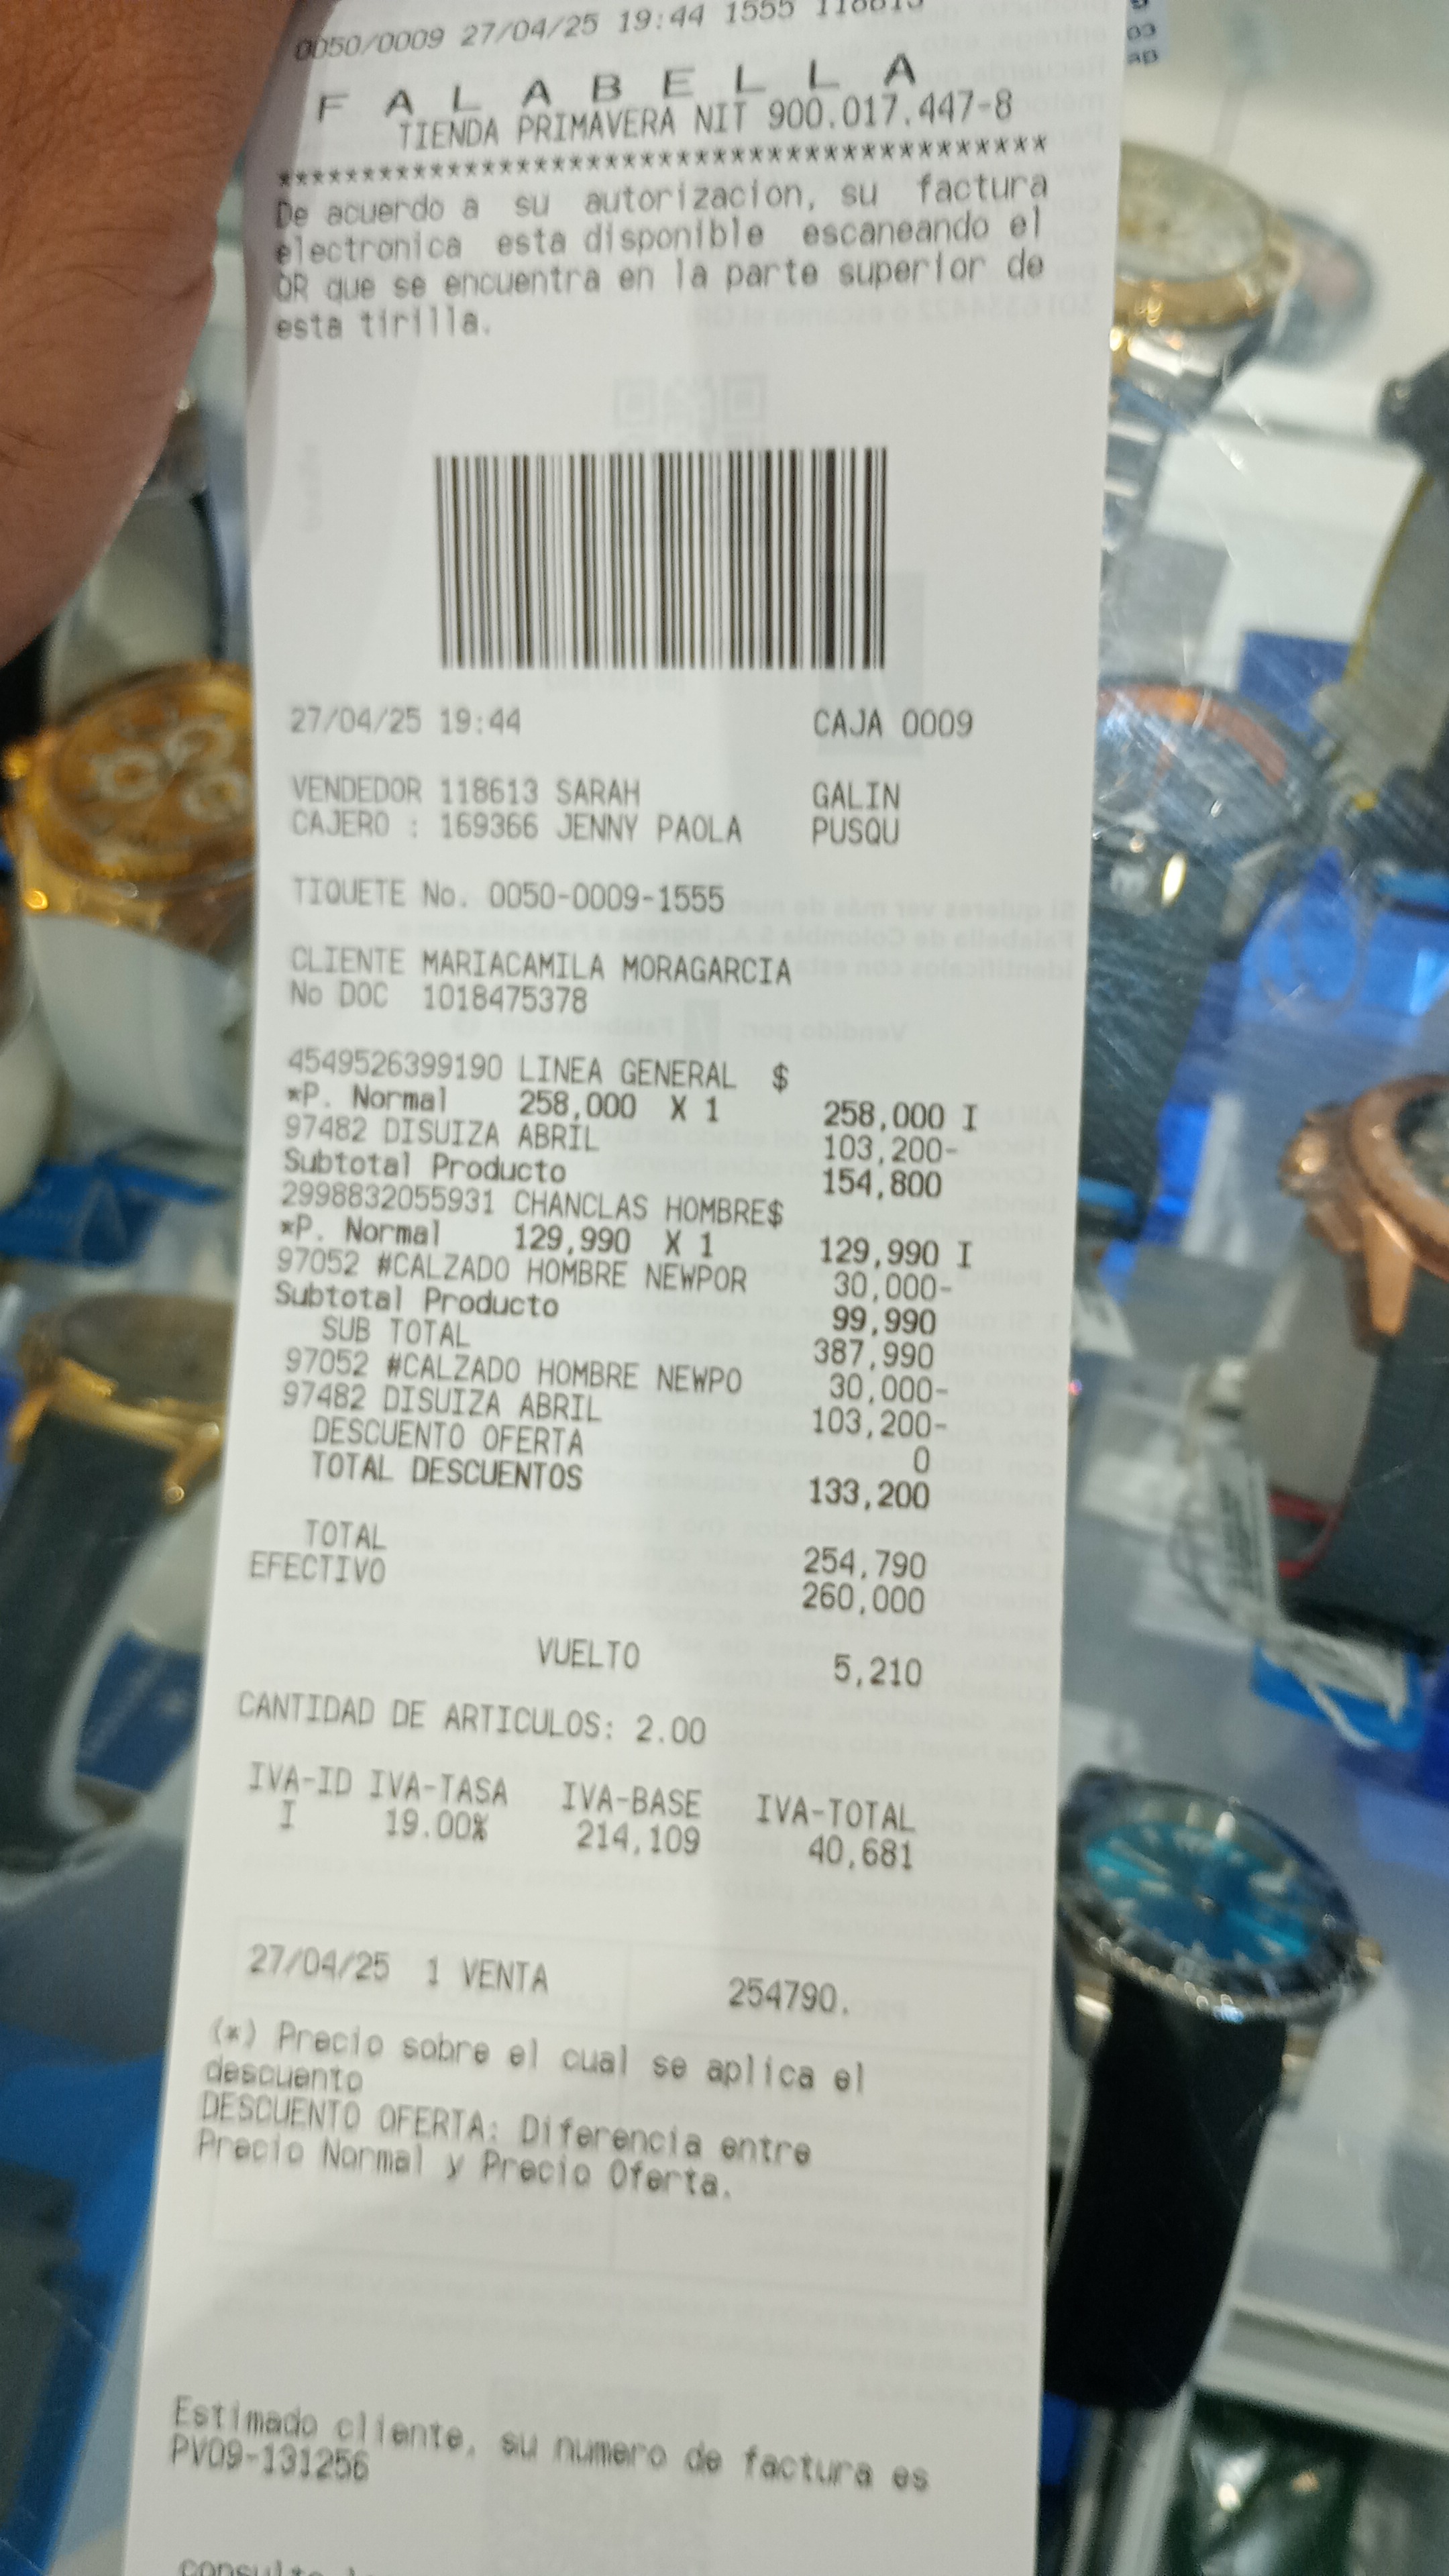 0050/0009 27/04/25 19:44 1555 118613
F A L A B E L L A
TIENDA PRIMAVERA NIT 900.017.447-8
******************************************
De acuerdo a su autorizacion, su factura
electronica esta disponible escaneando el
QR que se encuentra en la parte superior de
esta tirilla.
27/04/25 19:44 CAJA 0009
VENDEDOR 118613 SARAH GALIN
CAJERO : 169366 JENNY PAOLA PUSQU
TIQUETE No. 0050-0009-1555
CLIENTE MARIACAMILA MORAGARCIA
No DOC 1018475378
4549526399190 LINEA GENERAL $
*P. Normal 258,000 X 1 258,000 I
97482 DISUIZA ABRIL 103,200-
Subtotal Producto 154,800
2998832055931 CHANCLAS HOMBRE$
*P. Normal 129,990 X 1 129,990 I
97052 #CALZADO HOMBRE NEWPOR 30,000-
Subtotal Producto 99,990
SUB TOTAL 387,990
97052 #CALZADO HOMBRE NEWPO 30,000-
97482 DISUIZA ABRIL 103,200-
DESCUENTO OFERTA 0
TOTAL DESCUENTOS 133,200
TOTAL 254,790
EFECTIVO 260,000
VUELTO 5,210
CANTIDAD DE ARTICULOS: 2.00
IVA-ID IVA-TASA IVA-BASE IVA-TOTAL
I 19.00% 214,109 40,681
27/04/25 1 VENTA 254790.
(*) Precio sobre el cual se aplica el
descuento
DESCUENTO OFERTA: Diferencia entre
Precio Normal y Precio Oferta.
Estimado cliente, su numero de factura es
PV09-131256